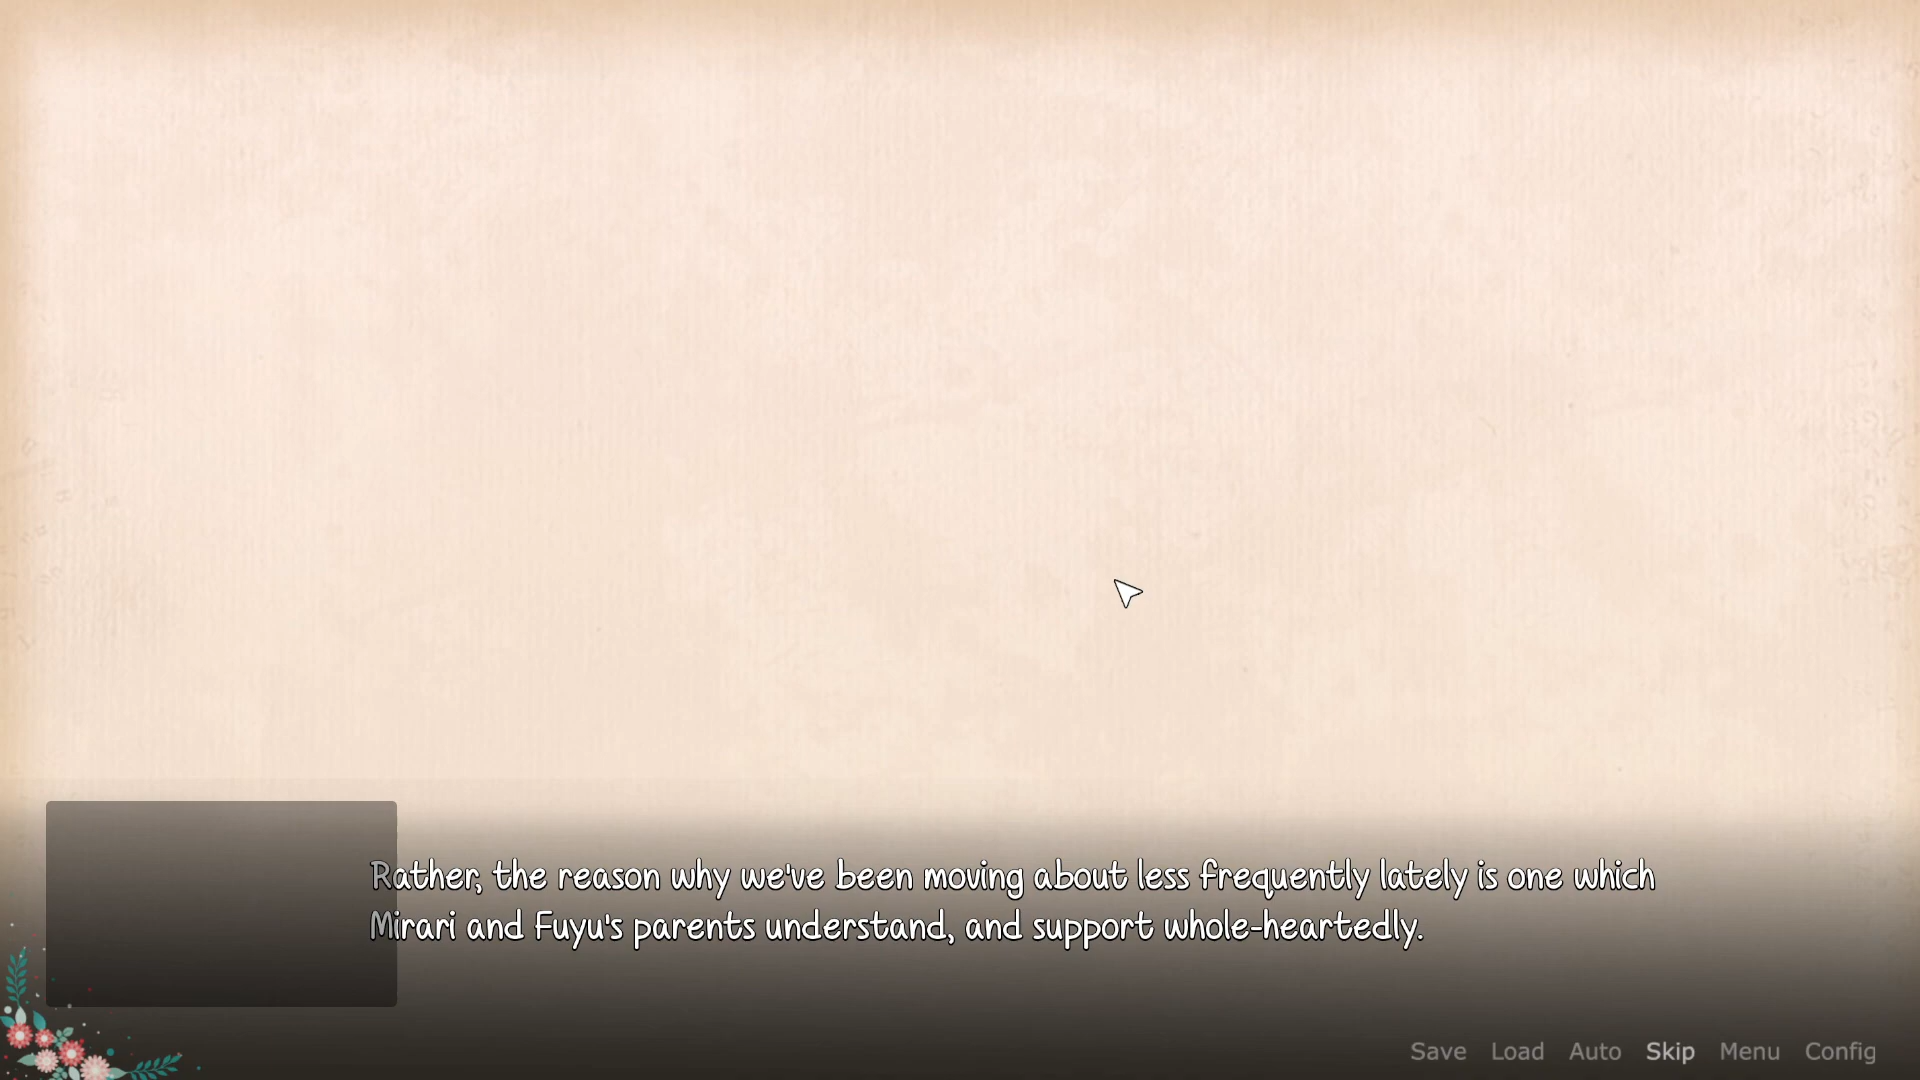 Rather, the reason why we've been moving about less frequently lately is one which
Mirari and Fuyu's parents understand, and support whole-heartedly.
Save Load Auto Skip Menu Config